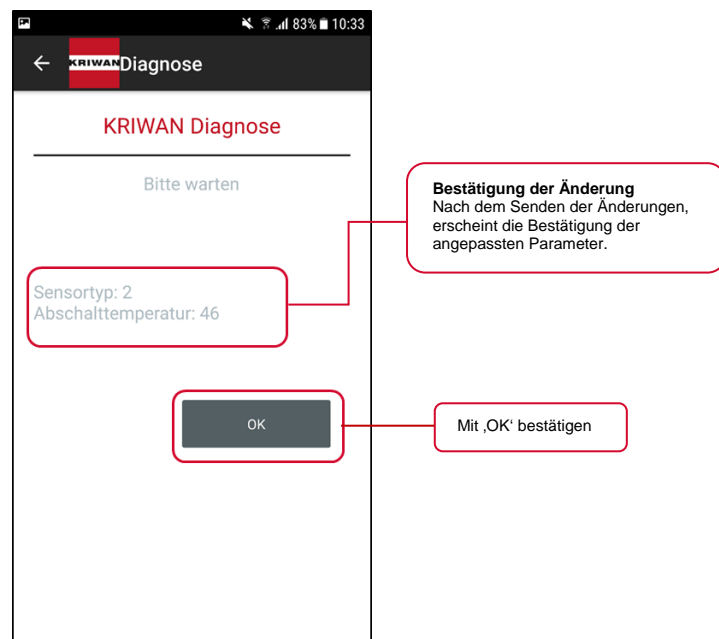 83% 10:33
KRIWAN Diagnose
KRIWAN Diagnose
Bitte warten
Sensortyp: 2
Abschalttemperatur: 46
OK
Bestätigung der Änderung
Nach dem Senden der Änderungen,
erscheint die Bestätigung der
angepassten Parameter.
Mit ‚OK‘ bestätigen